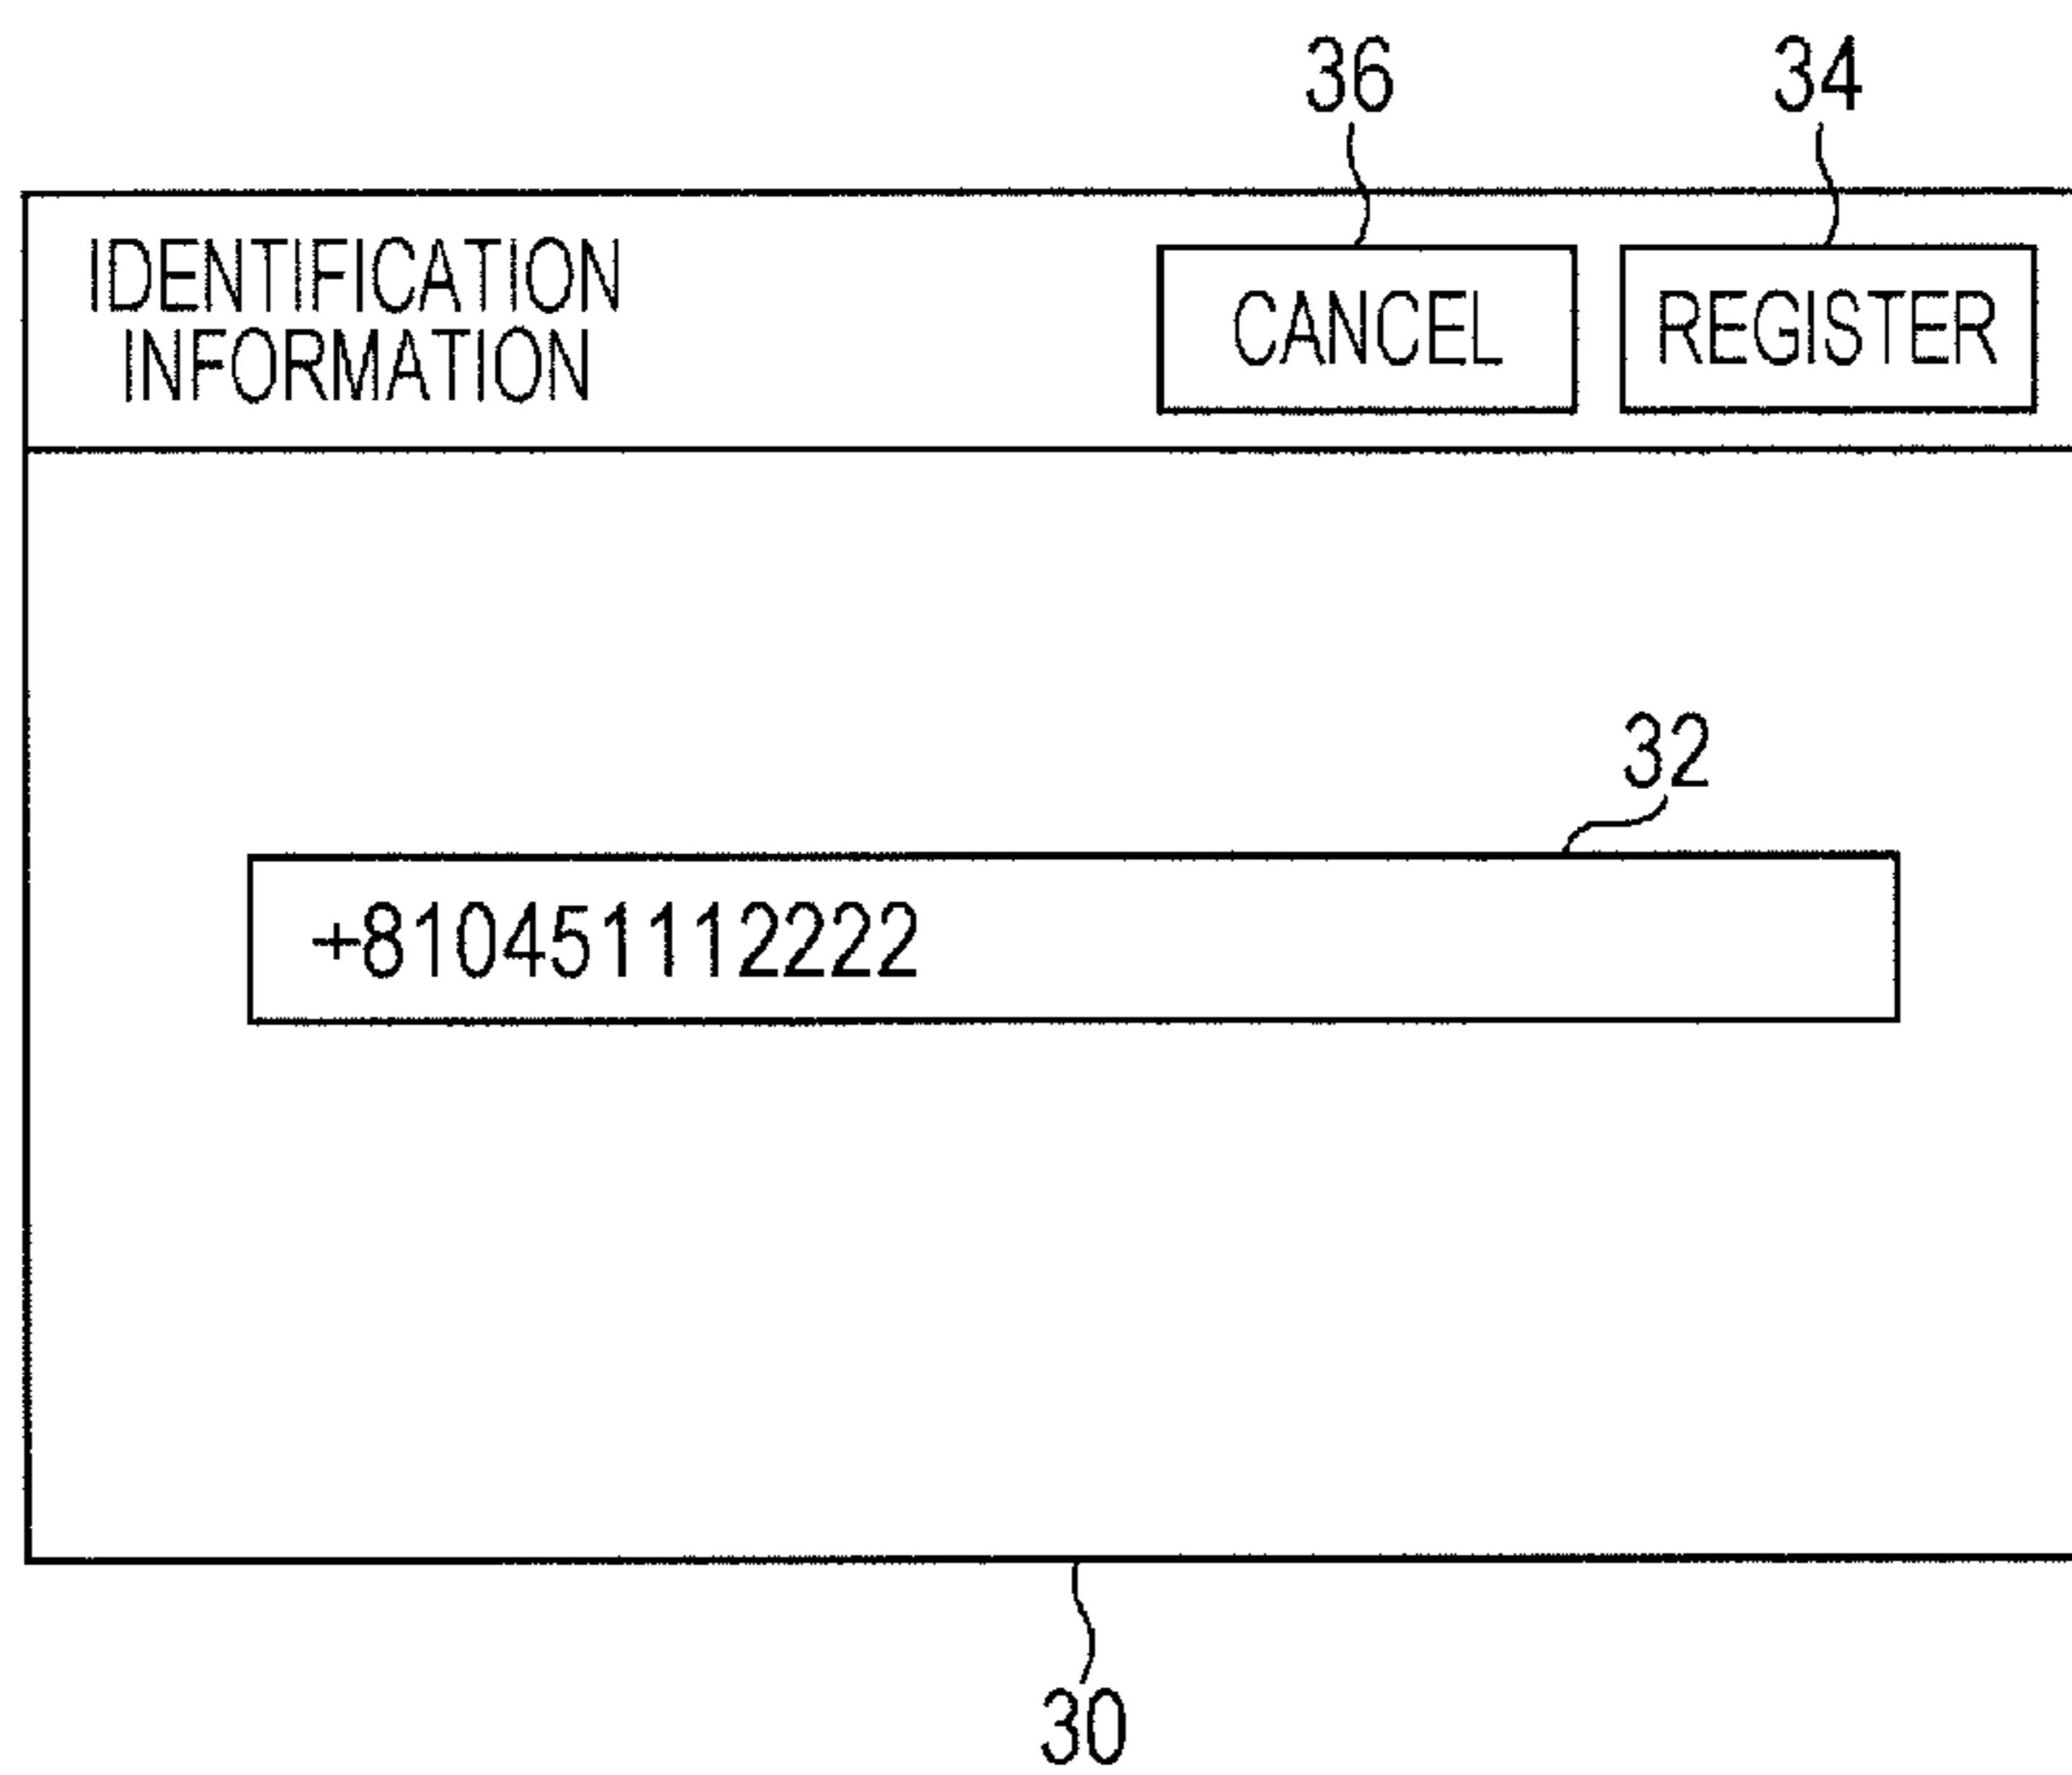 36 34
IDENTIFICATION
INFORMATION
CANCEL REGISTER
32
+810451112222
30